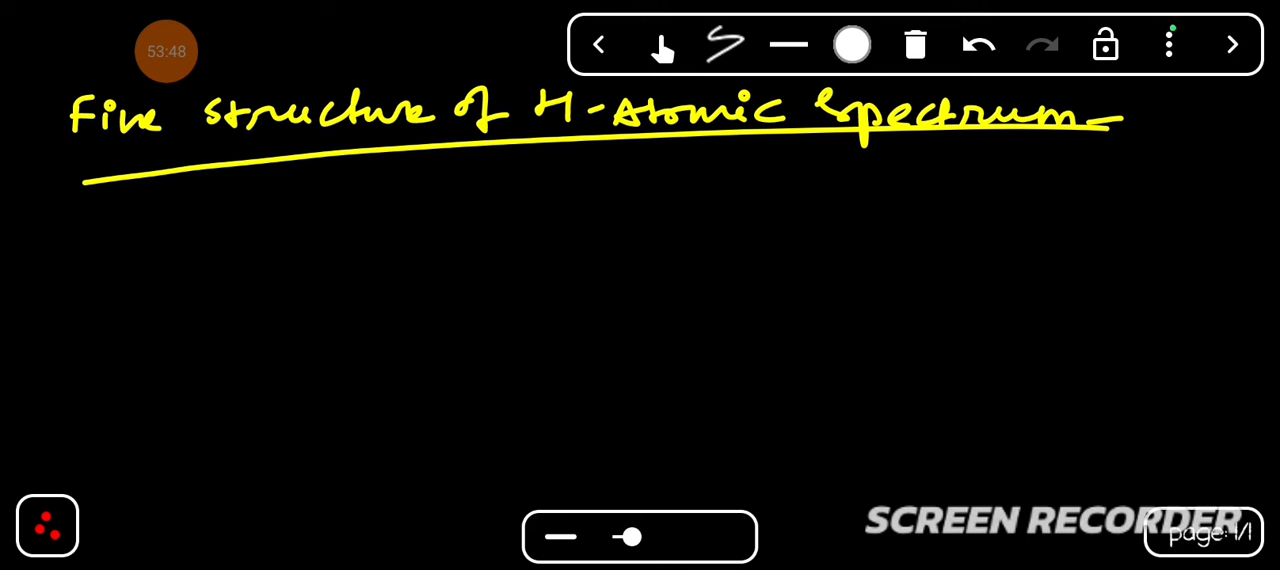 53:48
Fine structure of H-Atomic Spectrum-
SCREEN RECORDER
page:1/1